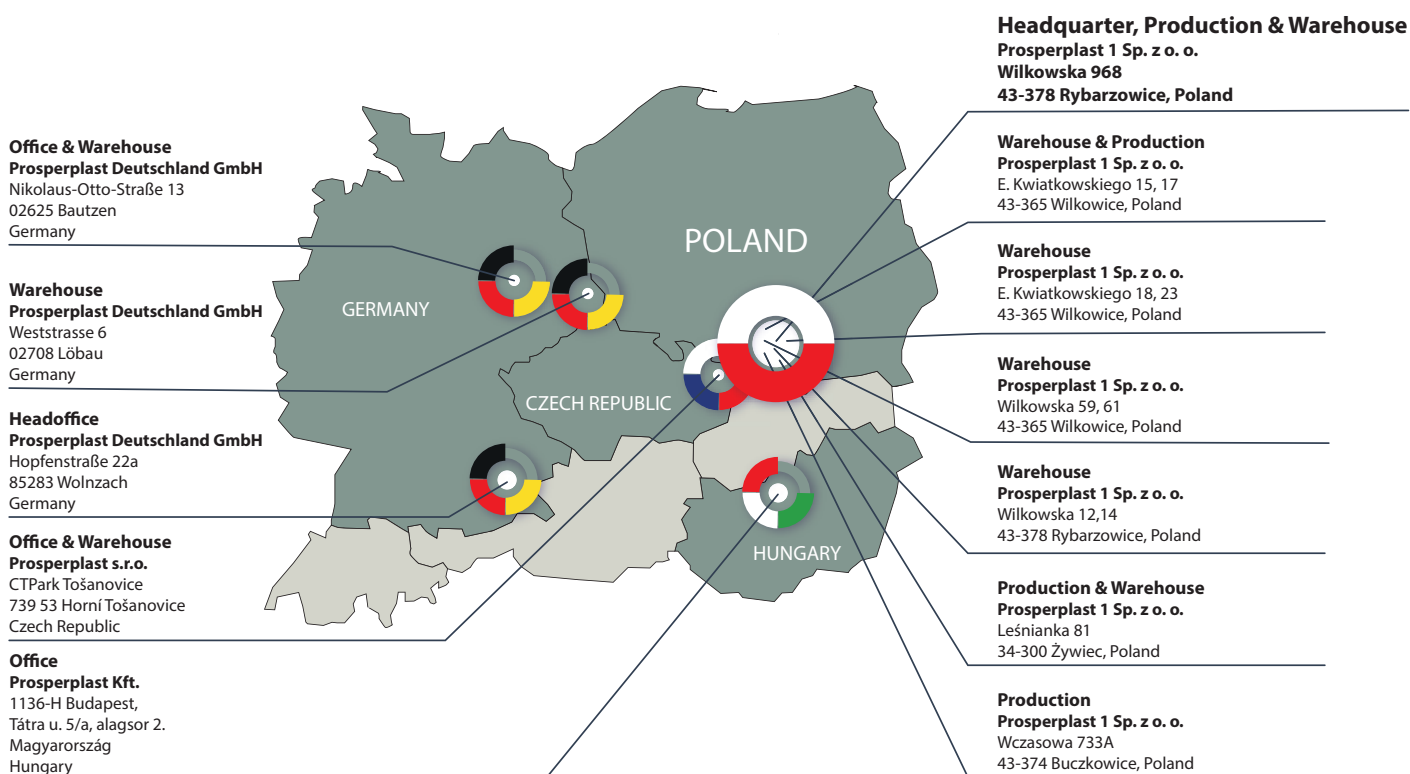 Office & Warehouse
Prosperplast Deutschland GmbH
Nikolaus-Otto-Straße 13
02625 Bautzen
Germany
Warehouse
Prosperplast Deutschland GmbH
Weststrasse 6
02708 Löbau
Germany
Headoffice
Prosperplast Deutschland GmbH
Hopfenstraße 22a
85283 Wolnzach
Germany
Office & Warehouse
Prosperplast s.r.o.
CTPark Tošanovice
739 53 Horní Tošanovice
Czech Republic
Office
Prosperplast Kft.
1136-H Budapest,
Tátra u. 5/a, alagsor 2.
Magyarország
Hungary
POLAND
GERMANY
CZECH REPUBLIC
HUNGARY
Headquarter, Production & Warehouse
Prosperplast 1 Sp. z o. o.
Wilkowska 968
43-378 Rybarzowice, Poland
Warehouse & Production
Prosperplast 1 Sp. z o. o.
E. Kwiatkowskiego 15, 17
43-365 Wilkowice, Poland
Warehouse
Prosperplast 1 Sp. z o. o.
E. Kwiatkowskiego 18, 23
43-365 Wilkowice, Poland
Warehouse
Prosperplast 1 Sp. z o. o.
Wilkowska 59, 61
43-365 Wilkowice, Poland
Warehouse
Prosperplast 1 Sp. z o. o.
Wilkowska 12,14
43-378 Rybarzowice, Poland
Production & Warehouse
Prosperplast 1 Sp. z o. o.
Leśnianka 81
34-300 Żywiec, Poland
Production
Prosperplast 1 Sp. z o. o.
Wczasowa 733A
43-374 Buczkowice, Poland